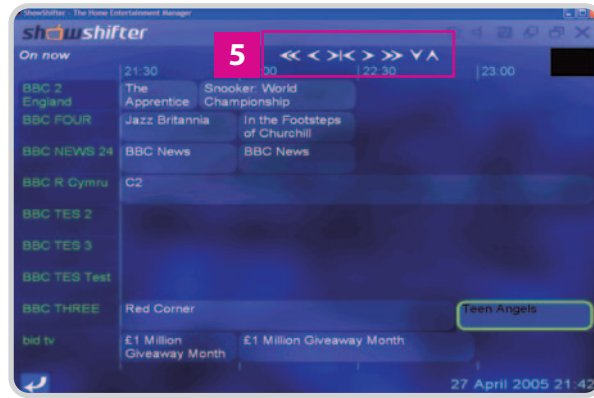 ShowShifter - The Home Entertainment Manager
showshifter
On now
5
21:30
22:30
23:00
BBC 2 England
The Apprentice
Snooker: World Championship
BBC FOUR
Jazz Britannia
In the Footsteps of Churchill
BBC NEWS 24
BBC News
BBC News
BBC R Cymru
C2
BBC TES 2
BBC TES 3
BBC TES Test
BBC THREE
Red Corner
Teen Angels
bid tv
£1 Million Giveaway Month
£1 Million Giveaway Month
27 April 2005 21:42